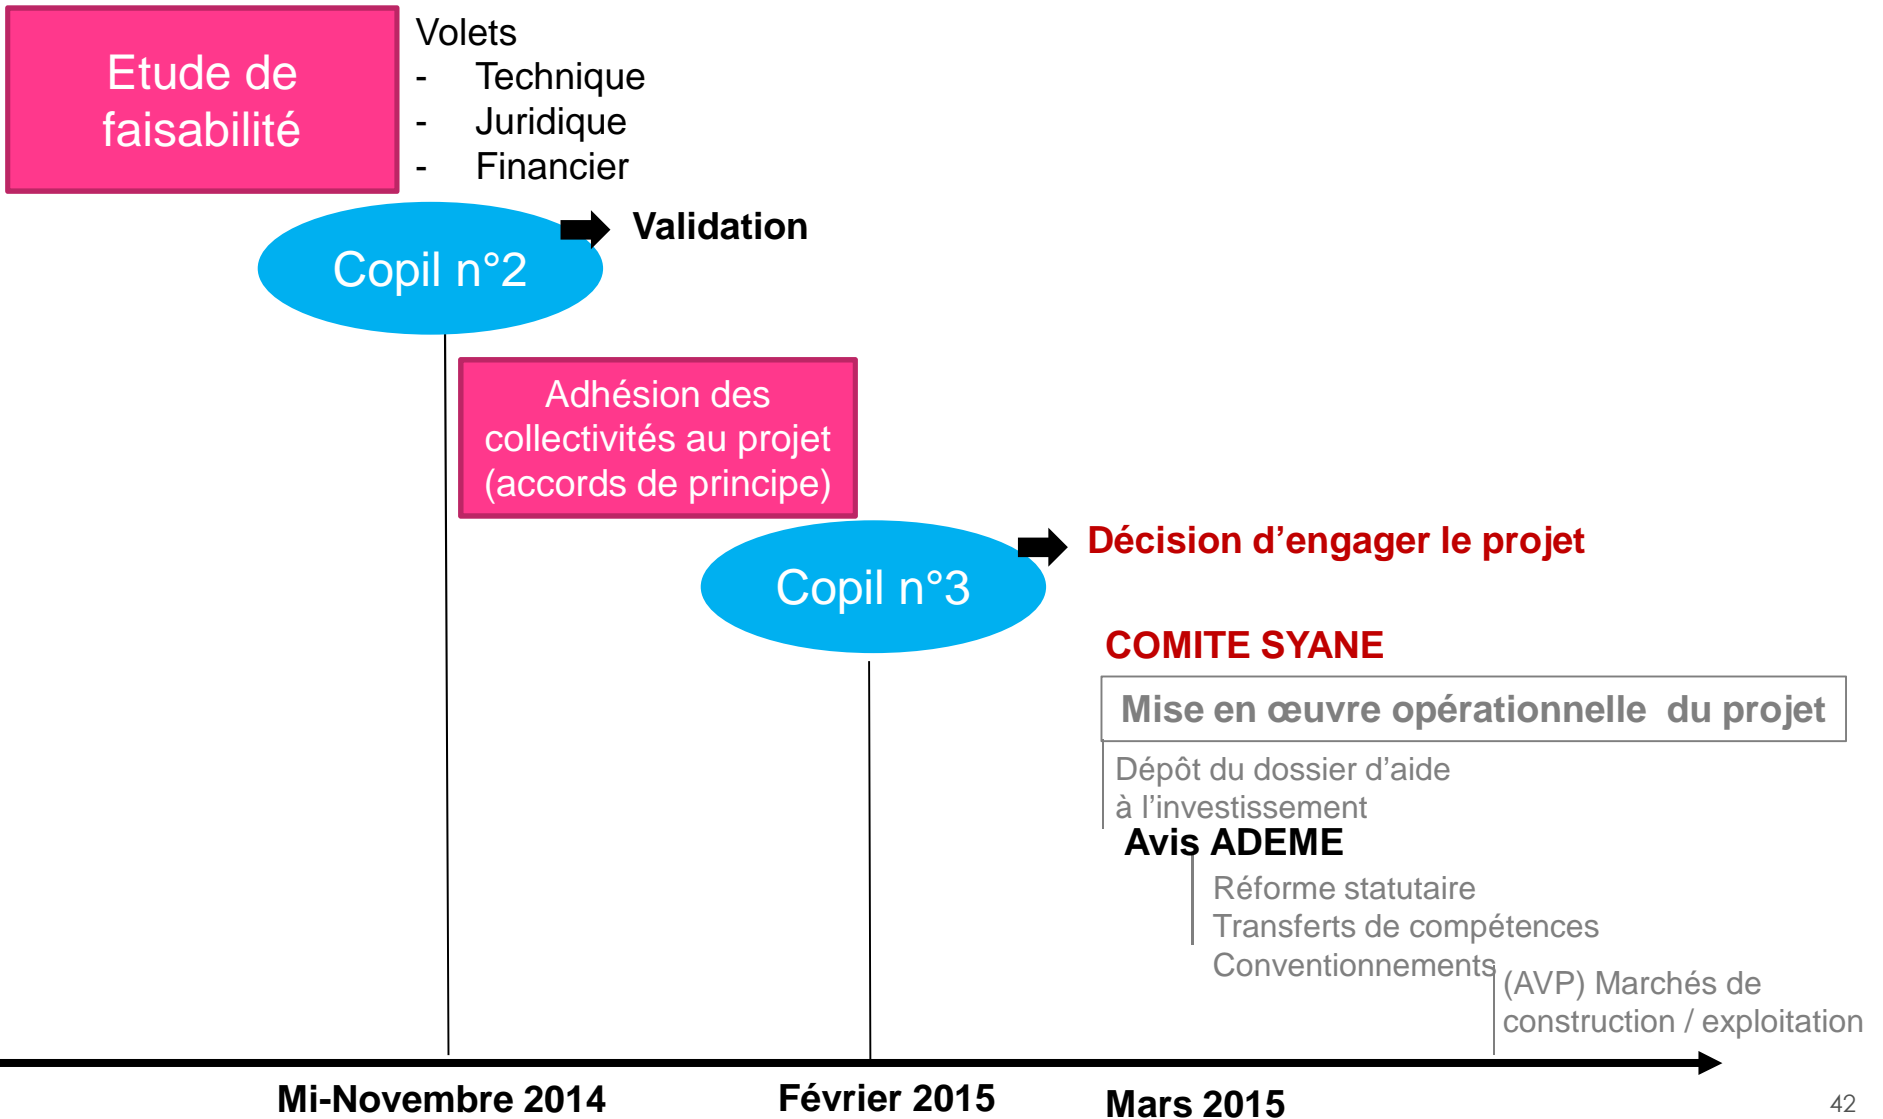 Etude de
faisabilité
Volets
- Technique
- Juridique
- Financier
Validation
Copil n°2
Adhésion des
collectivités au projet
(accords de principe)
Décision d’engager le projet
Copil n°3
COMITE SYANE
Mise en œuvre opérationnelle du projet
Dépôt du dossier d’aide
à l’investissement
Avis ADEME
Réforme statutaire
Transferts de compétences
Conventionnements
(AVP) Marchés de
construction / exploitation
Mi-Novembre 2014
Février 2015
Mars 2015
42